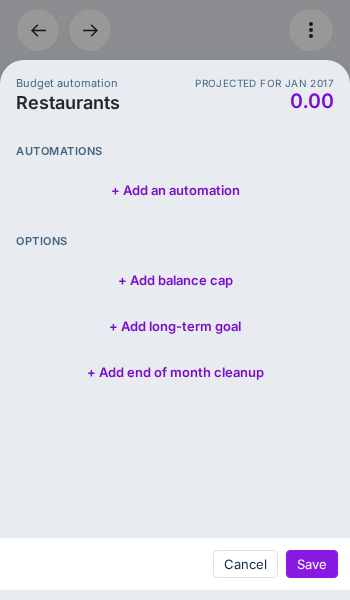 Budget automation
PROJECTED FOR JAN 2017
Restaurants
0.00
AUTOMATIONS
+ Add an automation
OPTIONS
+ Add balance cap
+ Add long-term goal
+ Add end of month cleanup
Cancel
Save